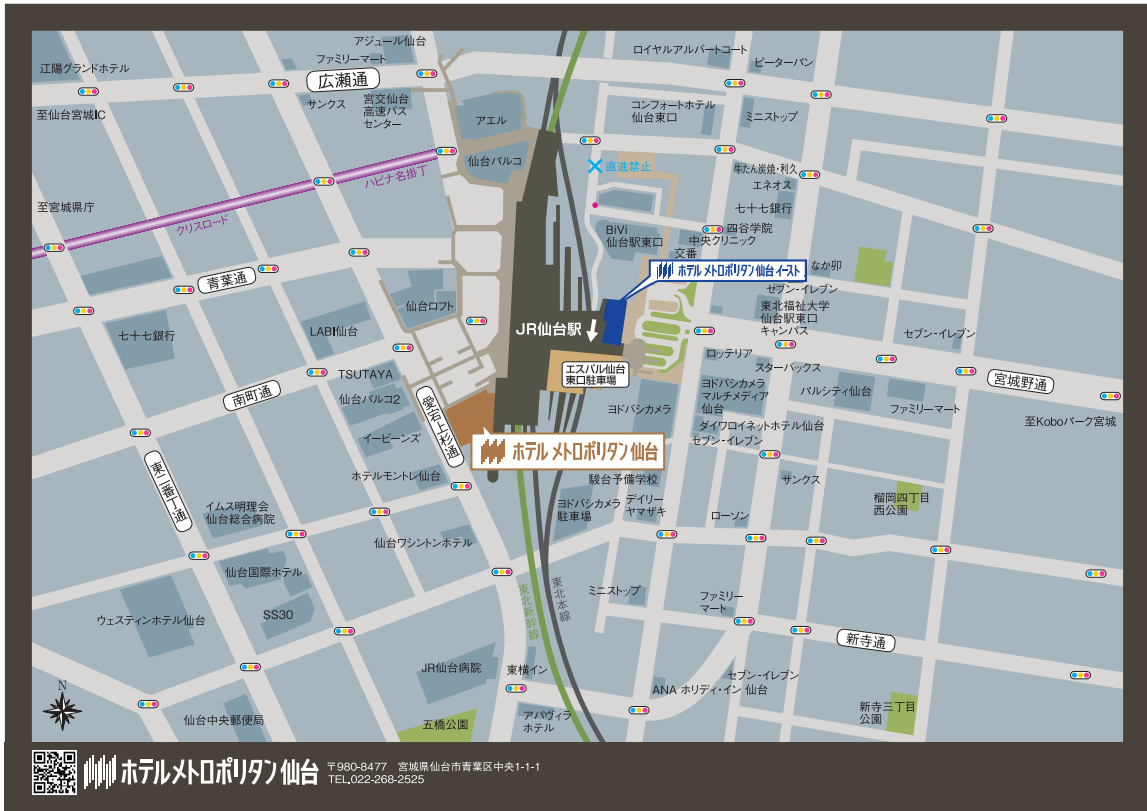 アジュール仙台
ファミリーマート
広瀬通
江陽グランドホテル
至仙台宮城IC
サンクス
宮交仙台
高速バス
センター
アエル
仙台パルコ
ロイヤルアルバートコート
ピーターパン
コンフォートホテル
仙台東口
ミニストップ
直進禁止
牛たん炭焼・利久
エネオス
七十七銀行
四谷学院
中央クリニック
交番
BiVi
仙台駅東口
ハピナ名掛丁
クリスロード
至宮城県庁
青葉通
ホテル メトロポリタン 仙台 イースト
なか卯
セブン-イレブン
東北福祉大学
仙台駅東口
キャンパス
セブン-イレブン
仙台ロフト
JR仙台駅
七十七銀行
LABI仙台
エスパル仙台
東口駐車場
ロッテリア
スターバックス
宮城野通
TSUTAYA
仙台パルコ2
南町通
愛宕上杉通
ヨドバシカメラ
ヨドバシカメラ
マルチメディア
仙台
パルシティ仙台
ファミリーマート
至Koboパーク宮城
ダイワロイネットホテル仙台
セブン-イレブン
イービーンズ
ホテル メトロポリタン 仙台
東二番丁通
ホテルモントレ仙台
駿台予備学校
サンクス
榴岡四丁目
西公園
イムス明理会
仙台総合病院
ヨドバシカメラ
駐車場
デイリー
ヤマザキ
ローソン
仙台ワシントンホテル
仙台国際ホテル
SS30
ウェスティンホテル仙台
東北新幹線
東北本線
ミニストップ
ファミリー
マート
新寺通
JR仙台病院
東横イン
セブン-イレブン
ANA ホリディ・イン 仙台
N
仙台中央郵便局
五橋公園
アパヴィラ
ホテル
新寺三丁目
公園
ホテルメトロポリタン 仙台
〒980-8477 宮城県仙台市青葉区中央1-1-1
TEL.022-268-2525